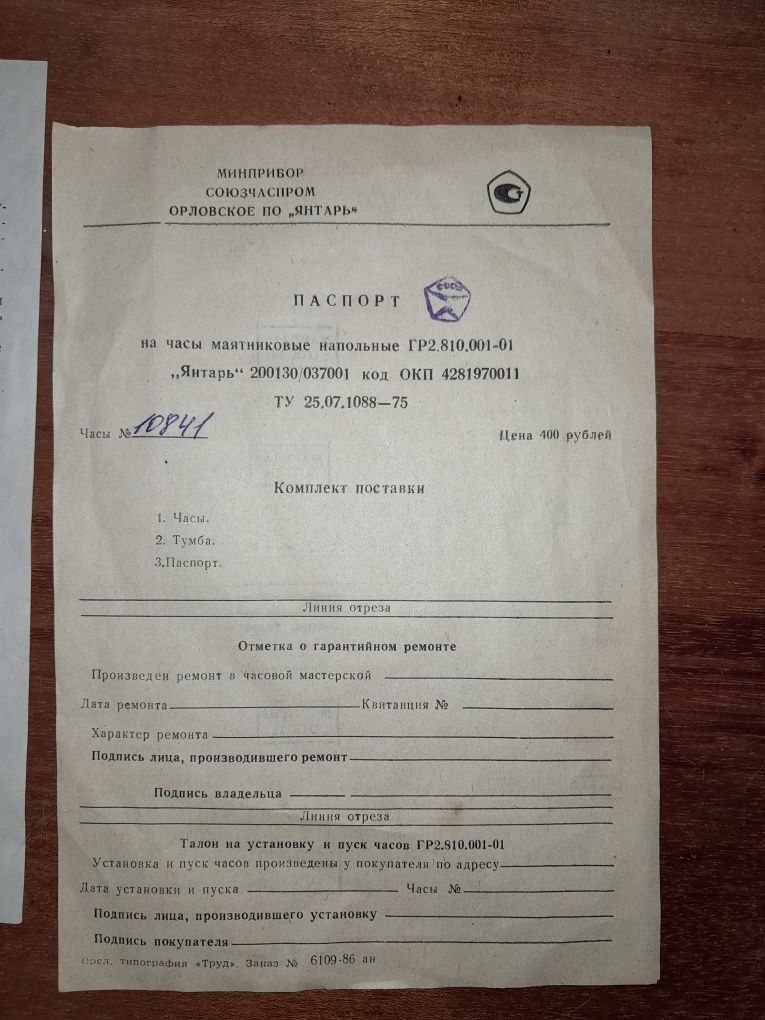 МИНПРИБОР
СОЮЗЧАСПРОМ
ОРЛОВСКОЕ ПО „ЯНТАРЬ“
ПАСПОРТ
СССР
на часы маятниковые напольные ГР2.810.001-01
„Янтарь“ 200130/037001 код ОКП 4281970011
ТУ 25.07.1088—75
Часы № 10841 Цена 400 рублей
Комплект поставки
1. Часы.
2. Тумба.
3.Паспорт.
Линия отреза
Отметка о гарантийном ремонте
Произведен ремонт в часовой мастерской
Дата ремонта Квитанция №
Характер ремонта
Подпись лица, производившего ремонт
Подпись владельца
Линия отреза
Талон на установку и пуск часов ГР2.810.001-01
Установка и пуск часов произведены у покупателя по адресу
Дата установки и пуска Часы №
Подпись лица, производившего установку
Подпись покупателя
Орел, типография «Труд». Заказ № 6109-86 ан